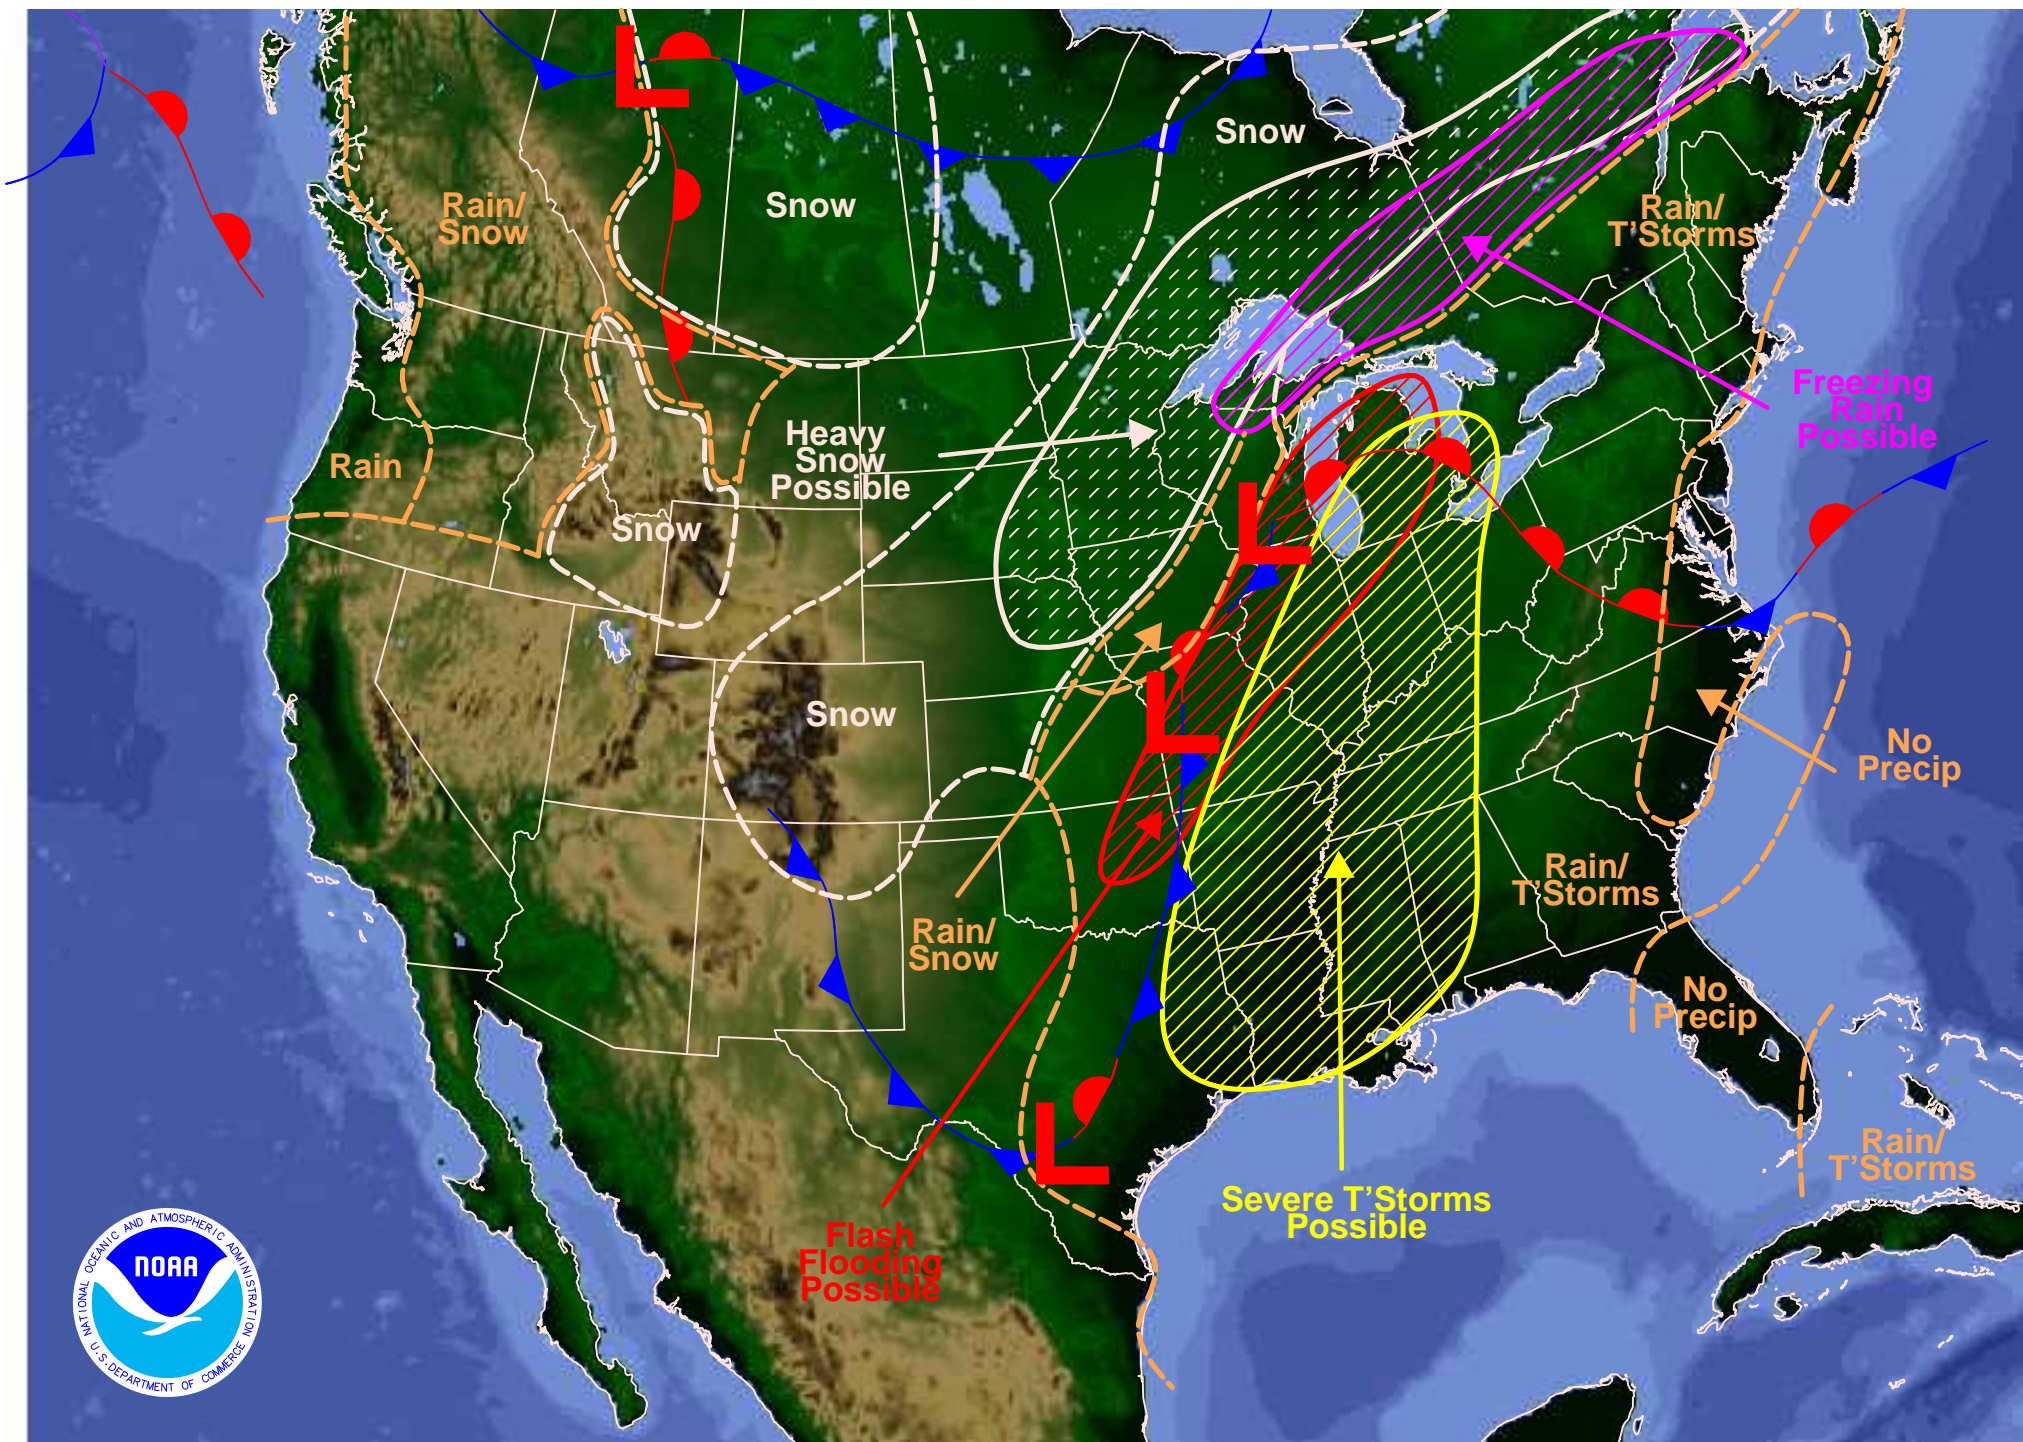 L
Snow
Snow
Rain/
Snow
Rain/
T'Storms
Freezing
Rain
Possible
Heavy
Snow
Possible
Rain
Snow
L
L
Snow
No
Precip
Rain/
T'Storms
Rain/
Snow
No
Precip
L
Rain/
T'Storms
Severe T'Storms
Possible
Flash
Flooding
Possible
NATIONAL OCEANIC AND ATMOSPHERIC ADMINISTRATION
NOAA
U.S. DEPARTMENT OF COMMERCE